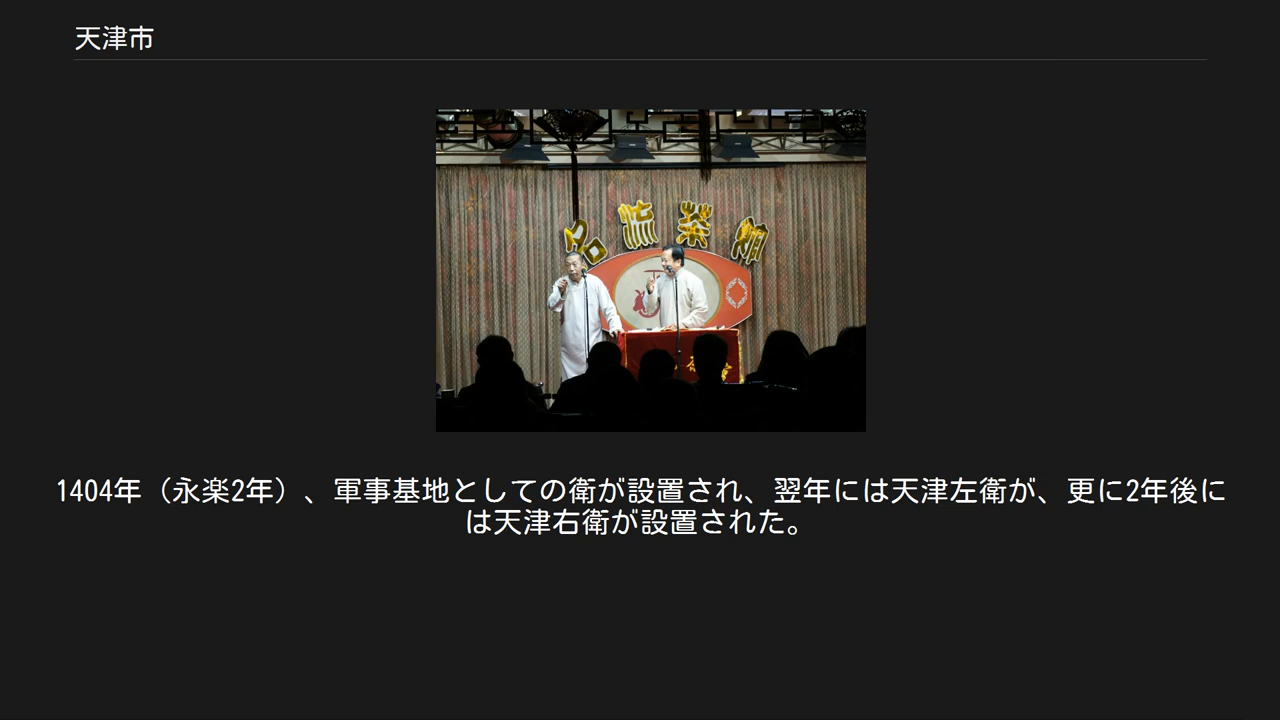 天津市
名流茶館
1404年（永楽2年）、軍事基地としての衛が設置され、翌年には天津左衛が、更に2年後に
は天津右衛が設置された。